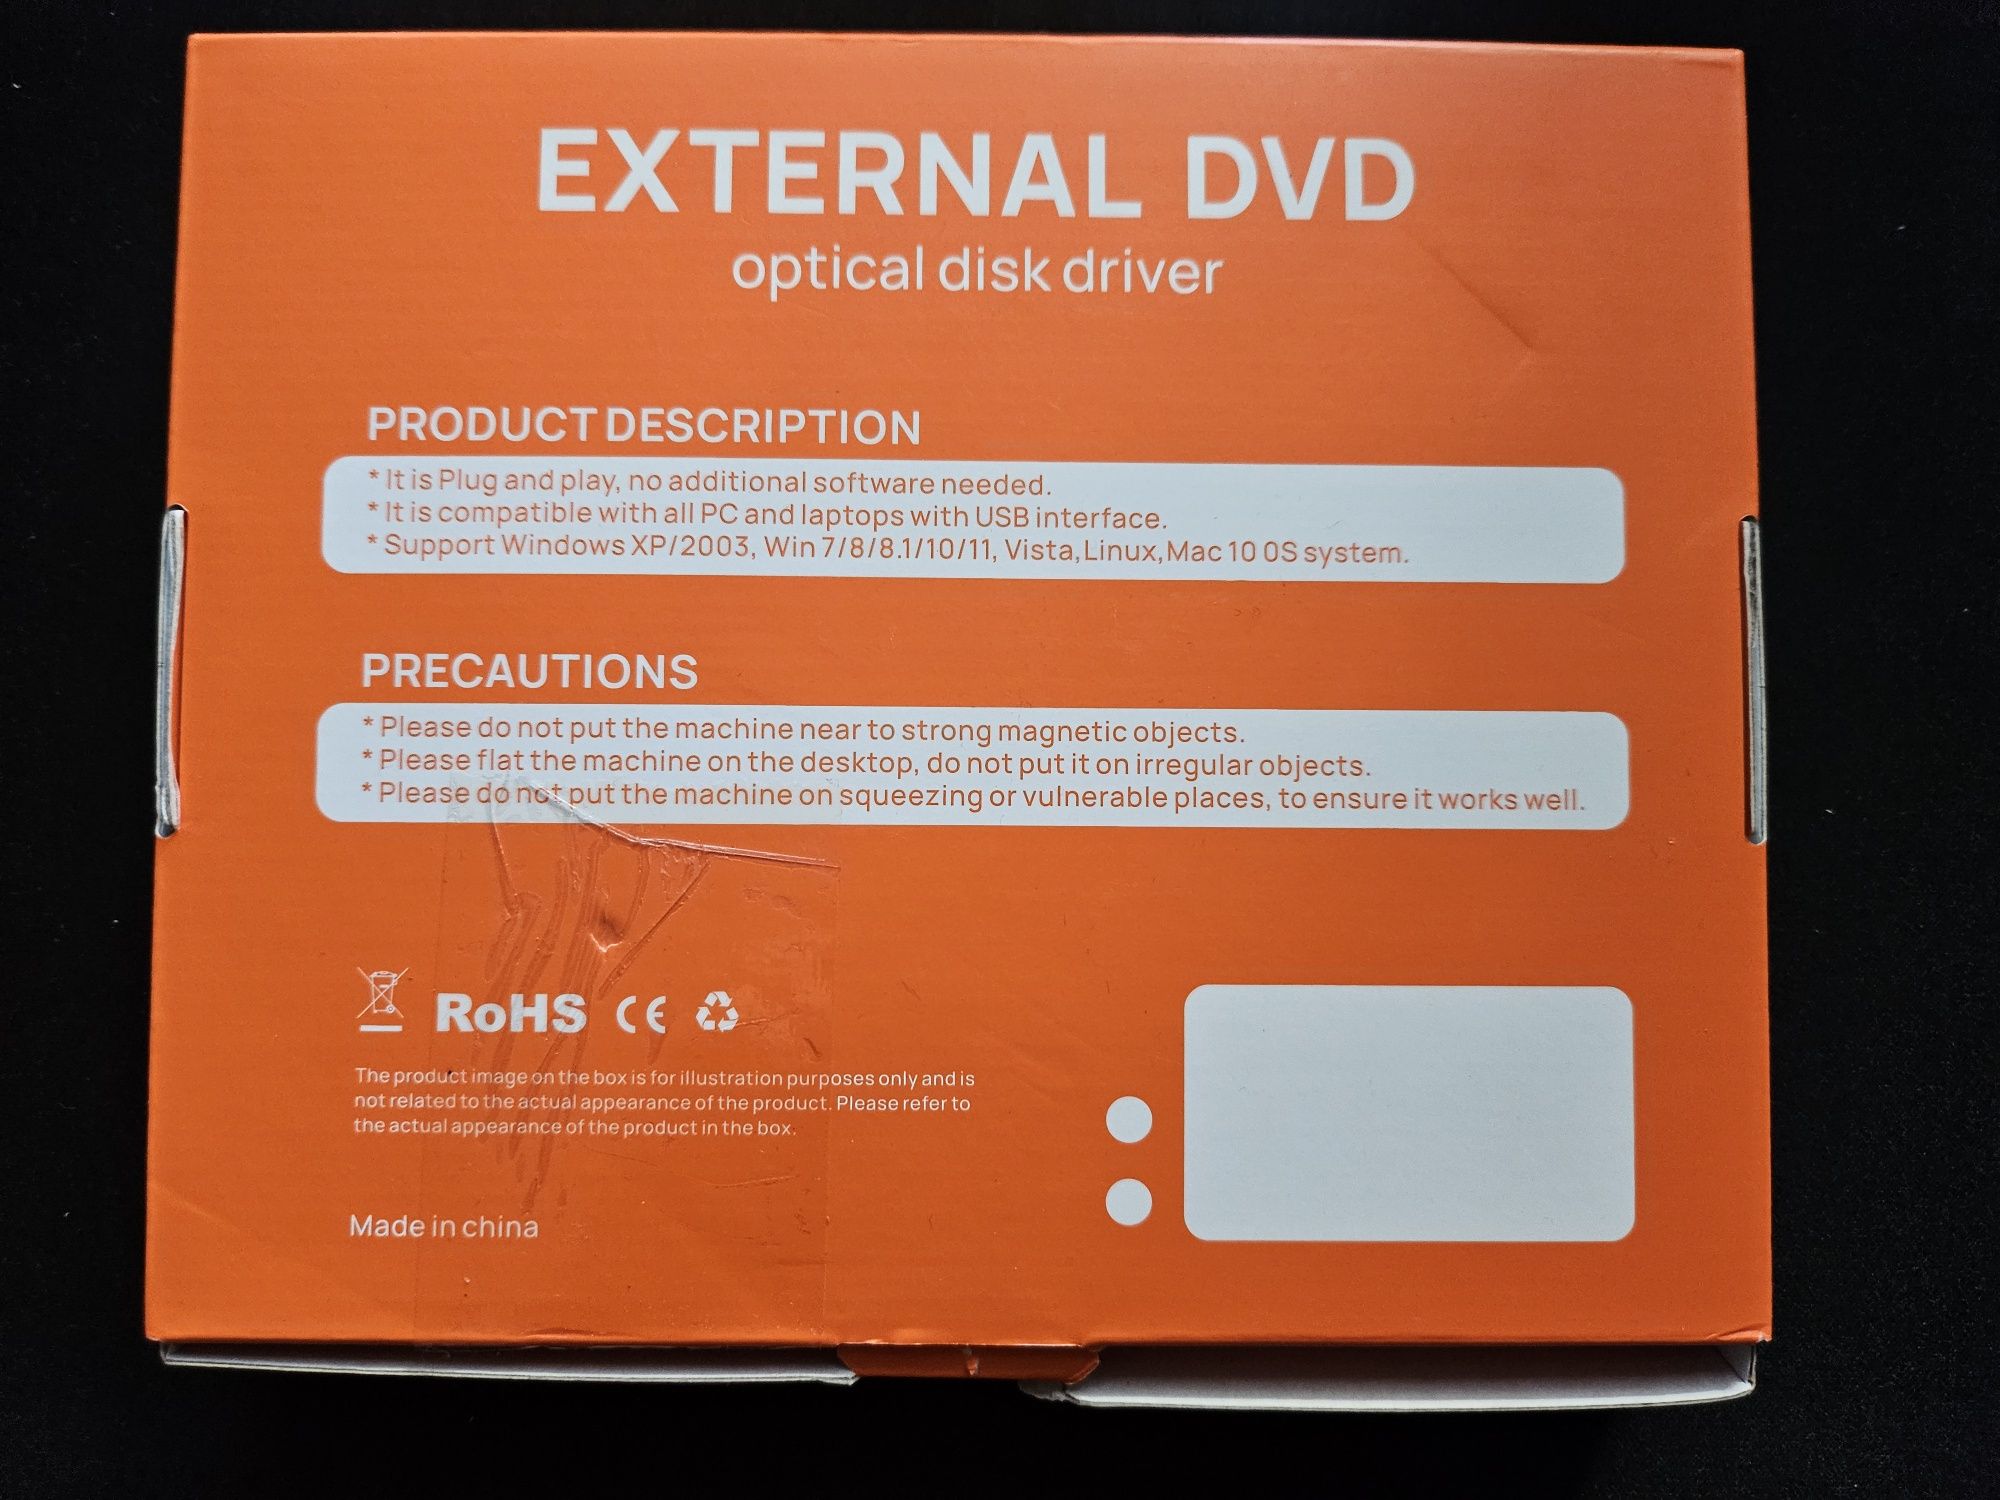 EXTERNAL DVD
optical disk driver
PRODUCT DESCRIPTION
* It is Plug and play, no additional software needed.
* It is compatible with all PC and laptops with USB interface.
* Support Windows XP/2003, Win 7/8/8.1/10/11, Vista,Linux,Mac 10 OS system.
PRECAUTIONS
* Please do not put the machine near to strong magnetic objects.
* Please flat the machine on the desktop, do not put it on irregular objects.
* Please do not put the machine on squeezing or vulnerable places, to ensure it works well.
RoHS CE
The product image on the box is for illustration purposes only and is
not related to the actual appearance of the product. Please refer to
the actual appearance of the product in the box.
Made in china